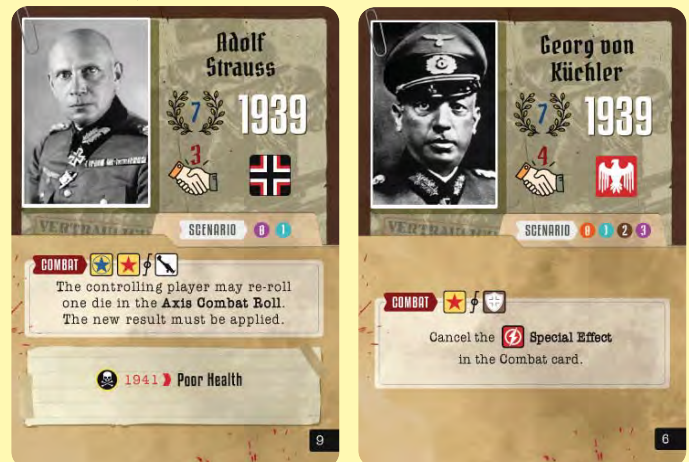 Adolf
Strauss
7
1939
3
VERTRAULICH
SCENARIO 0 1
COMBAT
The controlling player may re-roll
one die in the Axis Combat Roll.
The new result must be applied.
1941 Poor Health
9
Georg von
Küchler
7
1939
4
VERTRAULICH
SCENARIO 0 1 2 3
COMBAT
Cancel the Special Effect
in the Combat card.
6